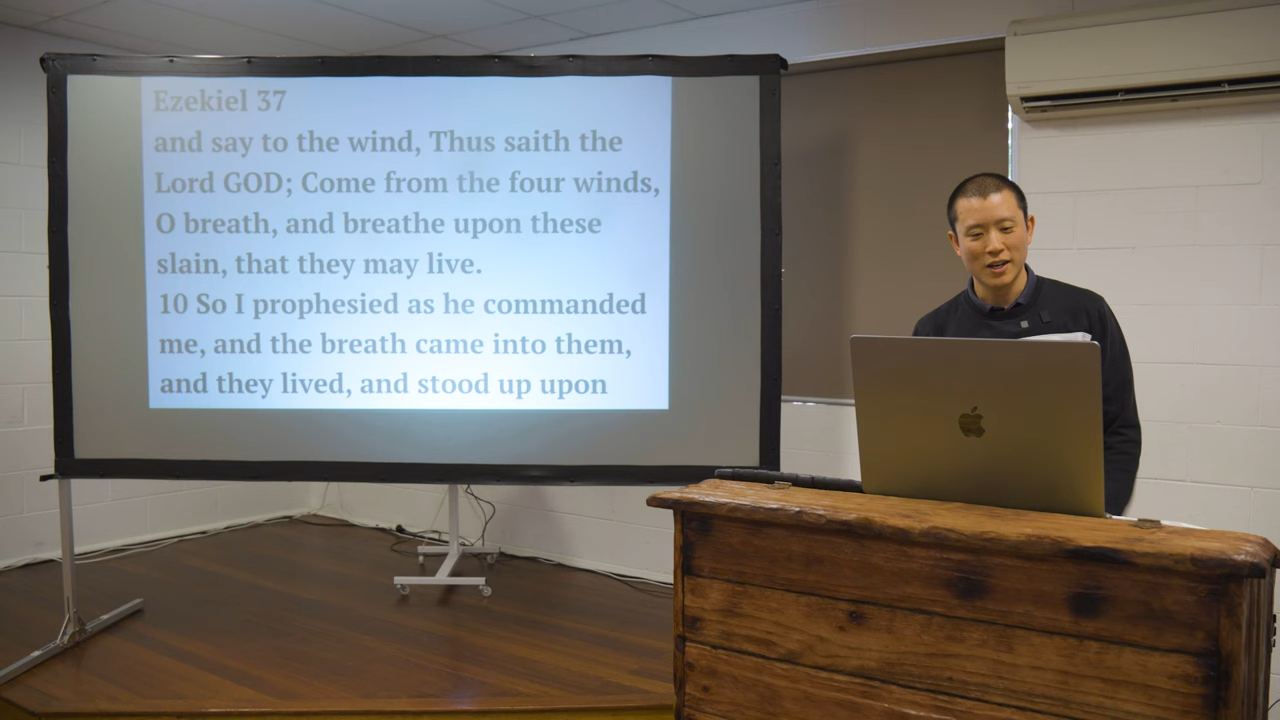 Ezekiel 37
and say to the wind, Thus saith the
Lord GOD; Come from the four winds,
O breath, and breathe upon these
slain, that they may live.
10 So I prophesied as he commanded
me, and the breath came into them,
and they lived, and stood up upon